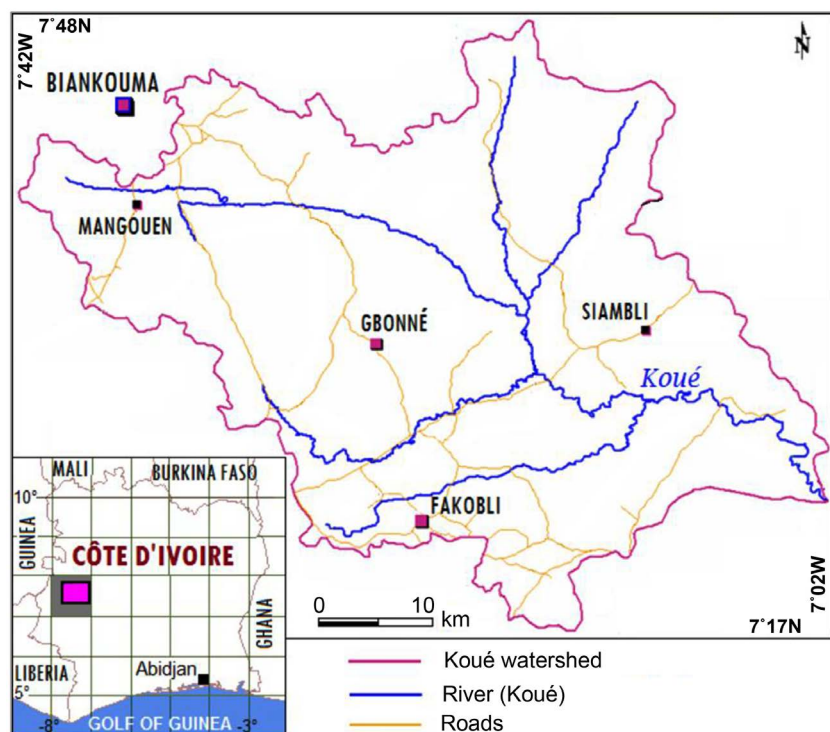 7˚48N
7˚42W
N
BIANKOUMA
MANGOUEN
GBONNÉ
SIAMBLI
Koué
FAKOBLI
MALI
BURKINA FASO
10°
GUINEA
CÔTE D'IVOIRE
GHANA
LIBERIA
Abidjan
5°
-8°
GOLF OF GUINEA
-3°
0 10 km
7˚02W
7˚17N
Koué watershed
River (Koué)
Roads